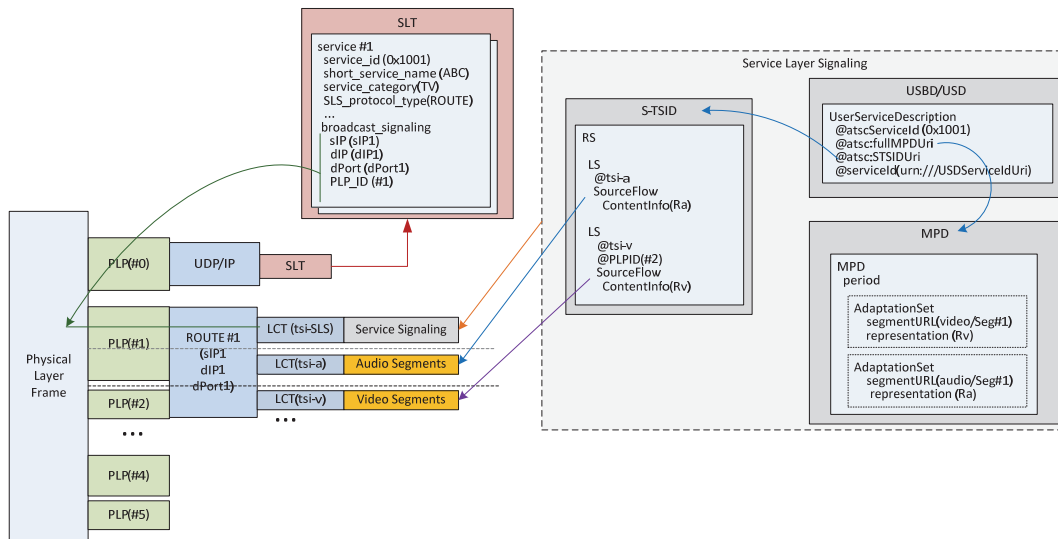 SLT
service #1
service_id (0x1001)
short_service_name (ABC)
service_category(TV)
SLS_protocol_type(ROUTE)
...
broadcast_signaling
sIP (sIP1)
dIP (dIP1)
dPort (dPort1)
PLP_ID (#1)
Service Layer Signaling
S-TSID
RS
LS
@tsi-a
SourceFlow
ContentInfo(Ra)
LS
@tsi-v
@PLPID(#2)
SourceFlow
ContentInfo(Rv)
USBD/USD
UserServiceDescription
@atscServiceId (0x1001)
@atsc:fullMPDUri
@atsc:STSIDUri
@serviceId(urn:///USDServiceIdUri)
MPD
MPD
period
AdaptationSet
segmentURL(video/Seg#1)
representation (Rv)
AdaptationSet
segmentURL(audio/Seg#1)
representation (Ra)
Physical
Layer
Frame
PLP(#0)
UDP/IP
SLT
PLP(#1)
ROUTE #1
(sIP1
dIP1
dPort1)
LCT (tsi-SLS)
Service Signaling
LCT(tsi-a)
Audio Segments
PLP(#2)
LCT(tsi-v)
Video Segments
...
...
PLP(#4)
PLP(#5)